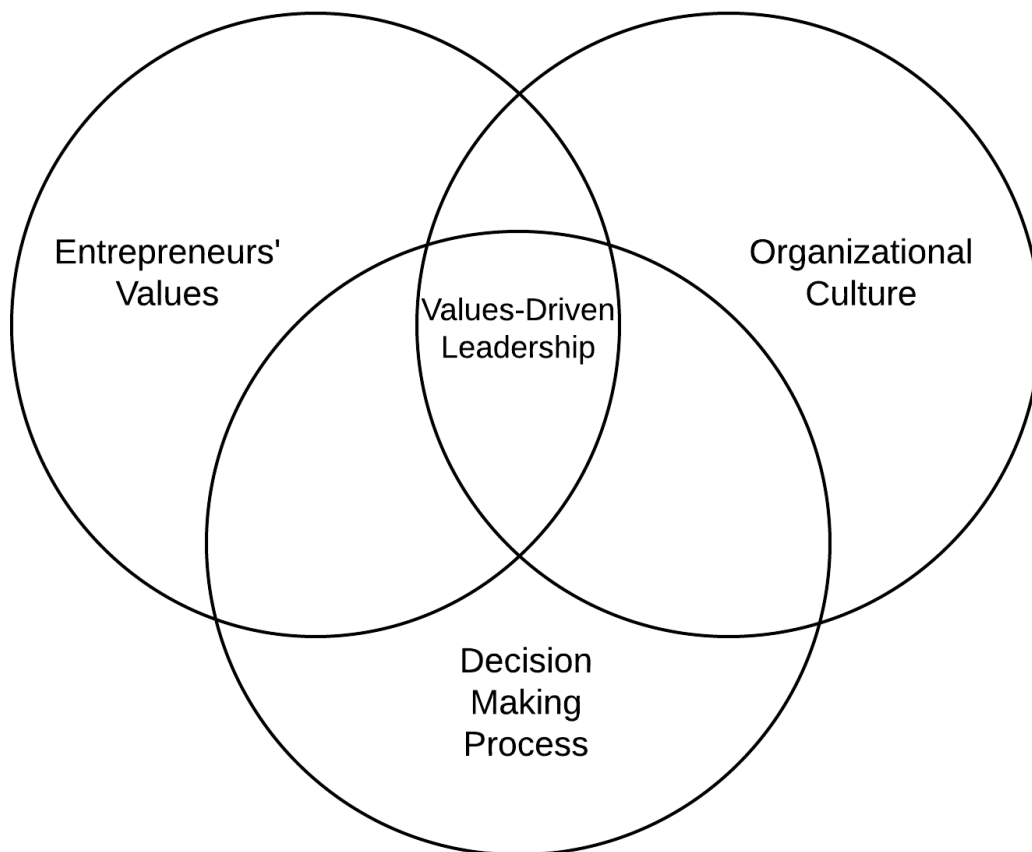 Entrepreneurs'
Values
Organizational
Culture
Values-Driven
Leadership
Decision
Making
Process